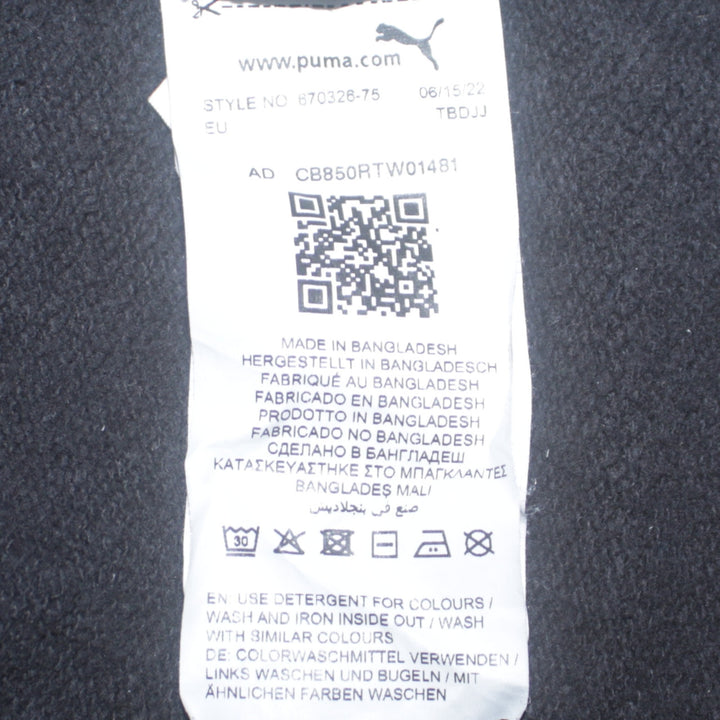 www.puma.com
STYLE NO 670326-75 06/15/22
EU TBDJJ
AD CB850RTW01481
MADE IN BANGLADESH
HERGESTELLT IN BANGLADESCH
FABRIQUÉ AU BANGLADESH
FABRICADO EN BANGLADESH
PRODOTTO IN BANGLADESH
FABRICADO NO BANGLADESH
СДЕЛАНО В БАНГЛАДЕШ
ΚΑΤΑΣΚΕΥΑΣΤΗΚΕ ΣΤΟ ΜΠΑΓΚΛΑΝΤΕΣ
BANGLADEŞ MALI
صنع في بنجلاديس
30
EN: USE DETERGENT FOR COLOURS /
WASH AND IRON INSIDE OUT / WASH
WITH SIMILAR COLOURS
DE: COLORWASCHMITTEL VERWENDEN /
LINKS WASCHEN UND BUGELN / MIT
ÄHNLICHEN FARBEN WASCHEN